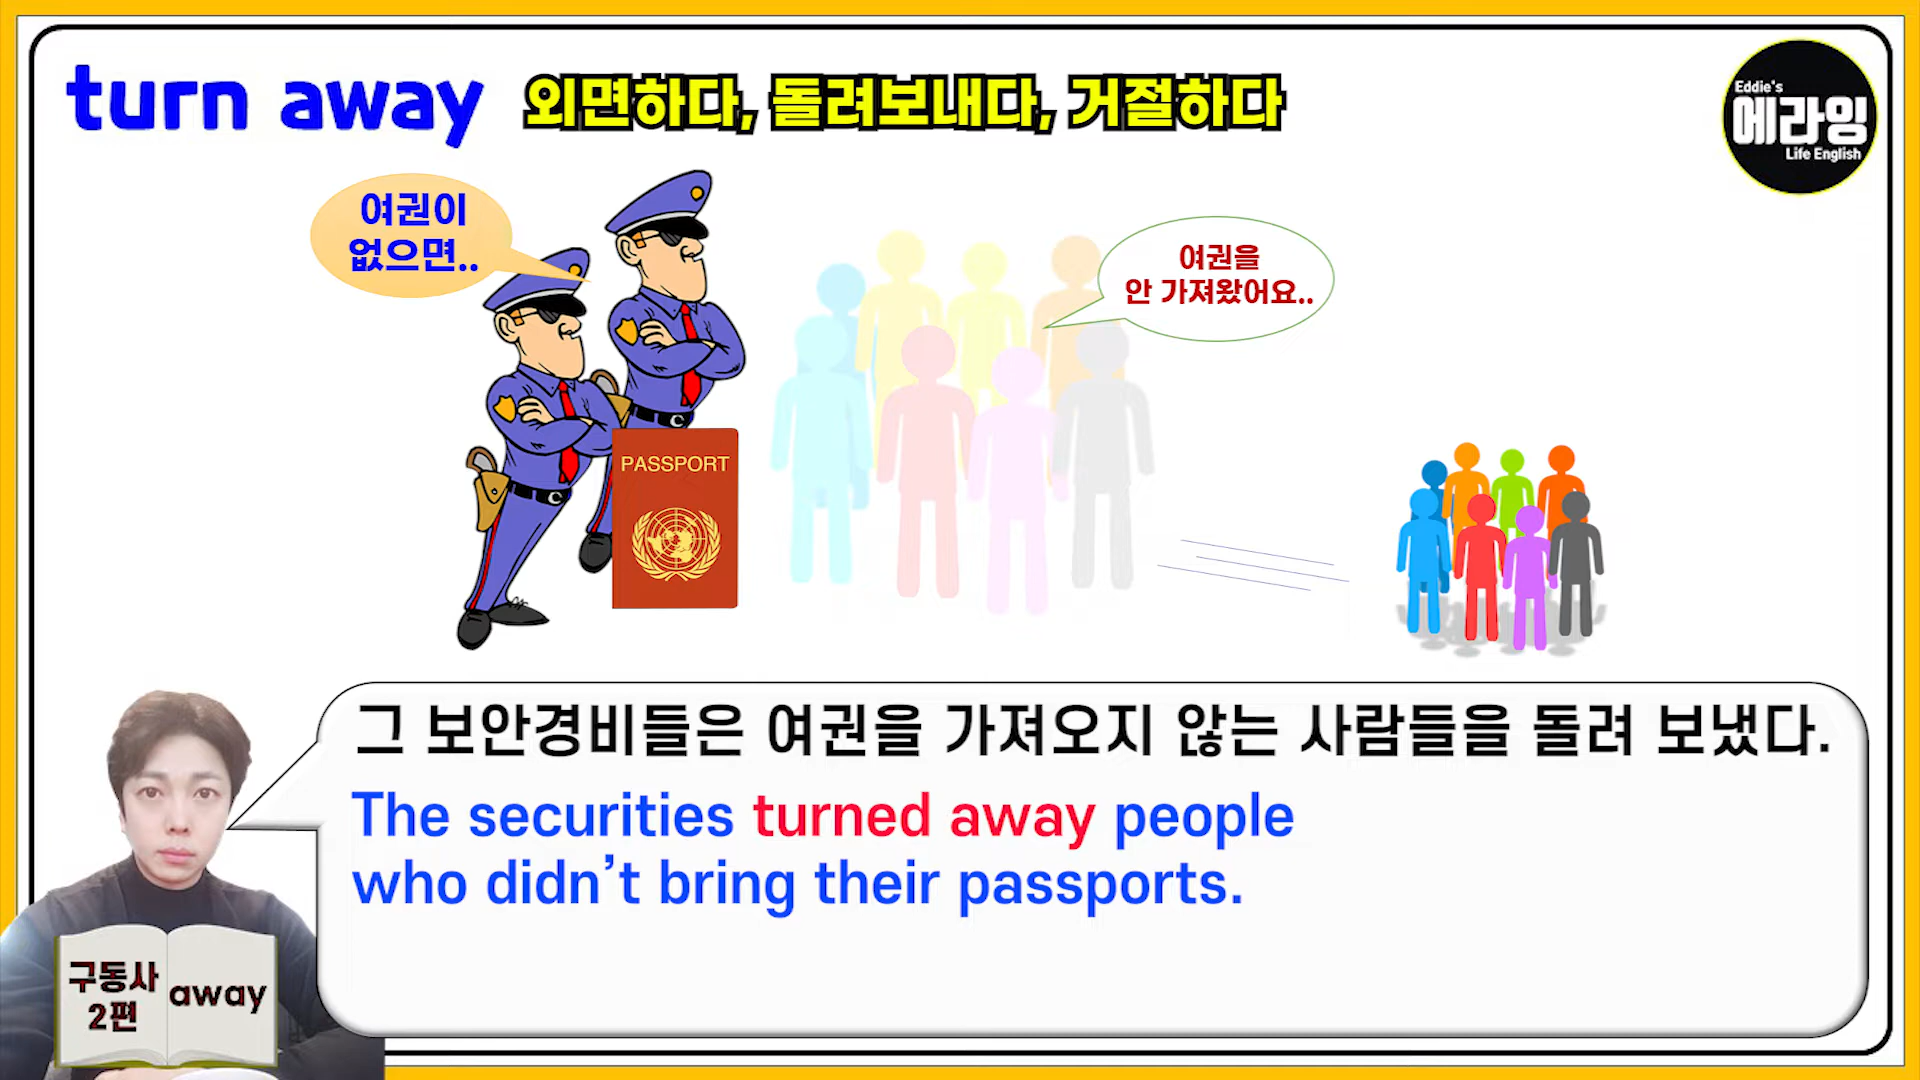 turn away 외면하다, 돌려보내다, 거절하다
Eddie's
에라잉
Life English
여권이
없으면..
여권을
안 가져왔어요..
PASSPORT
그 보안경비들은 여권을 가져오지 않는 사람들을 돌려 보냈다.
The securities turned away people
who didn't bring their passports.
구동사
2편
away